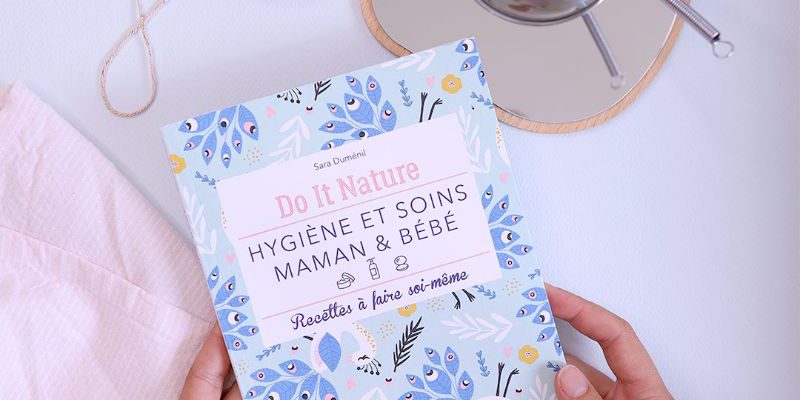 Sara Duménil
Do It Nature
HYGIÈNE ET SOINS
MAMAN & BÉBÉ
Recettes à faire soi-même